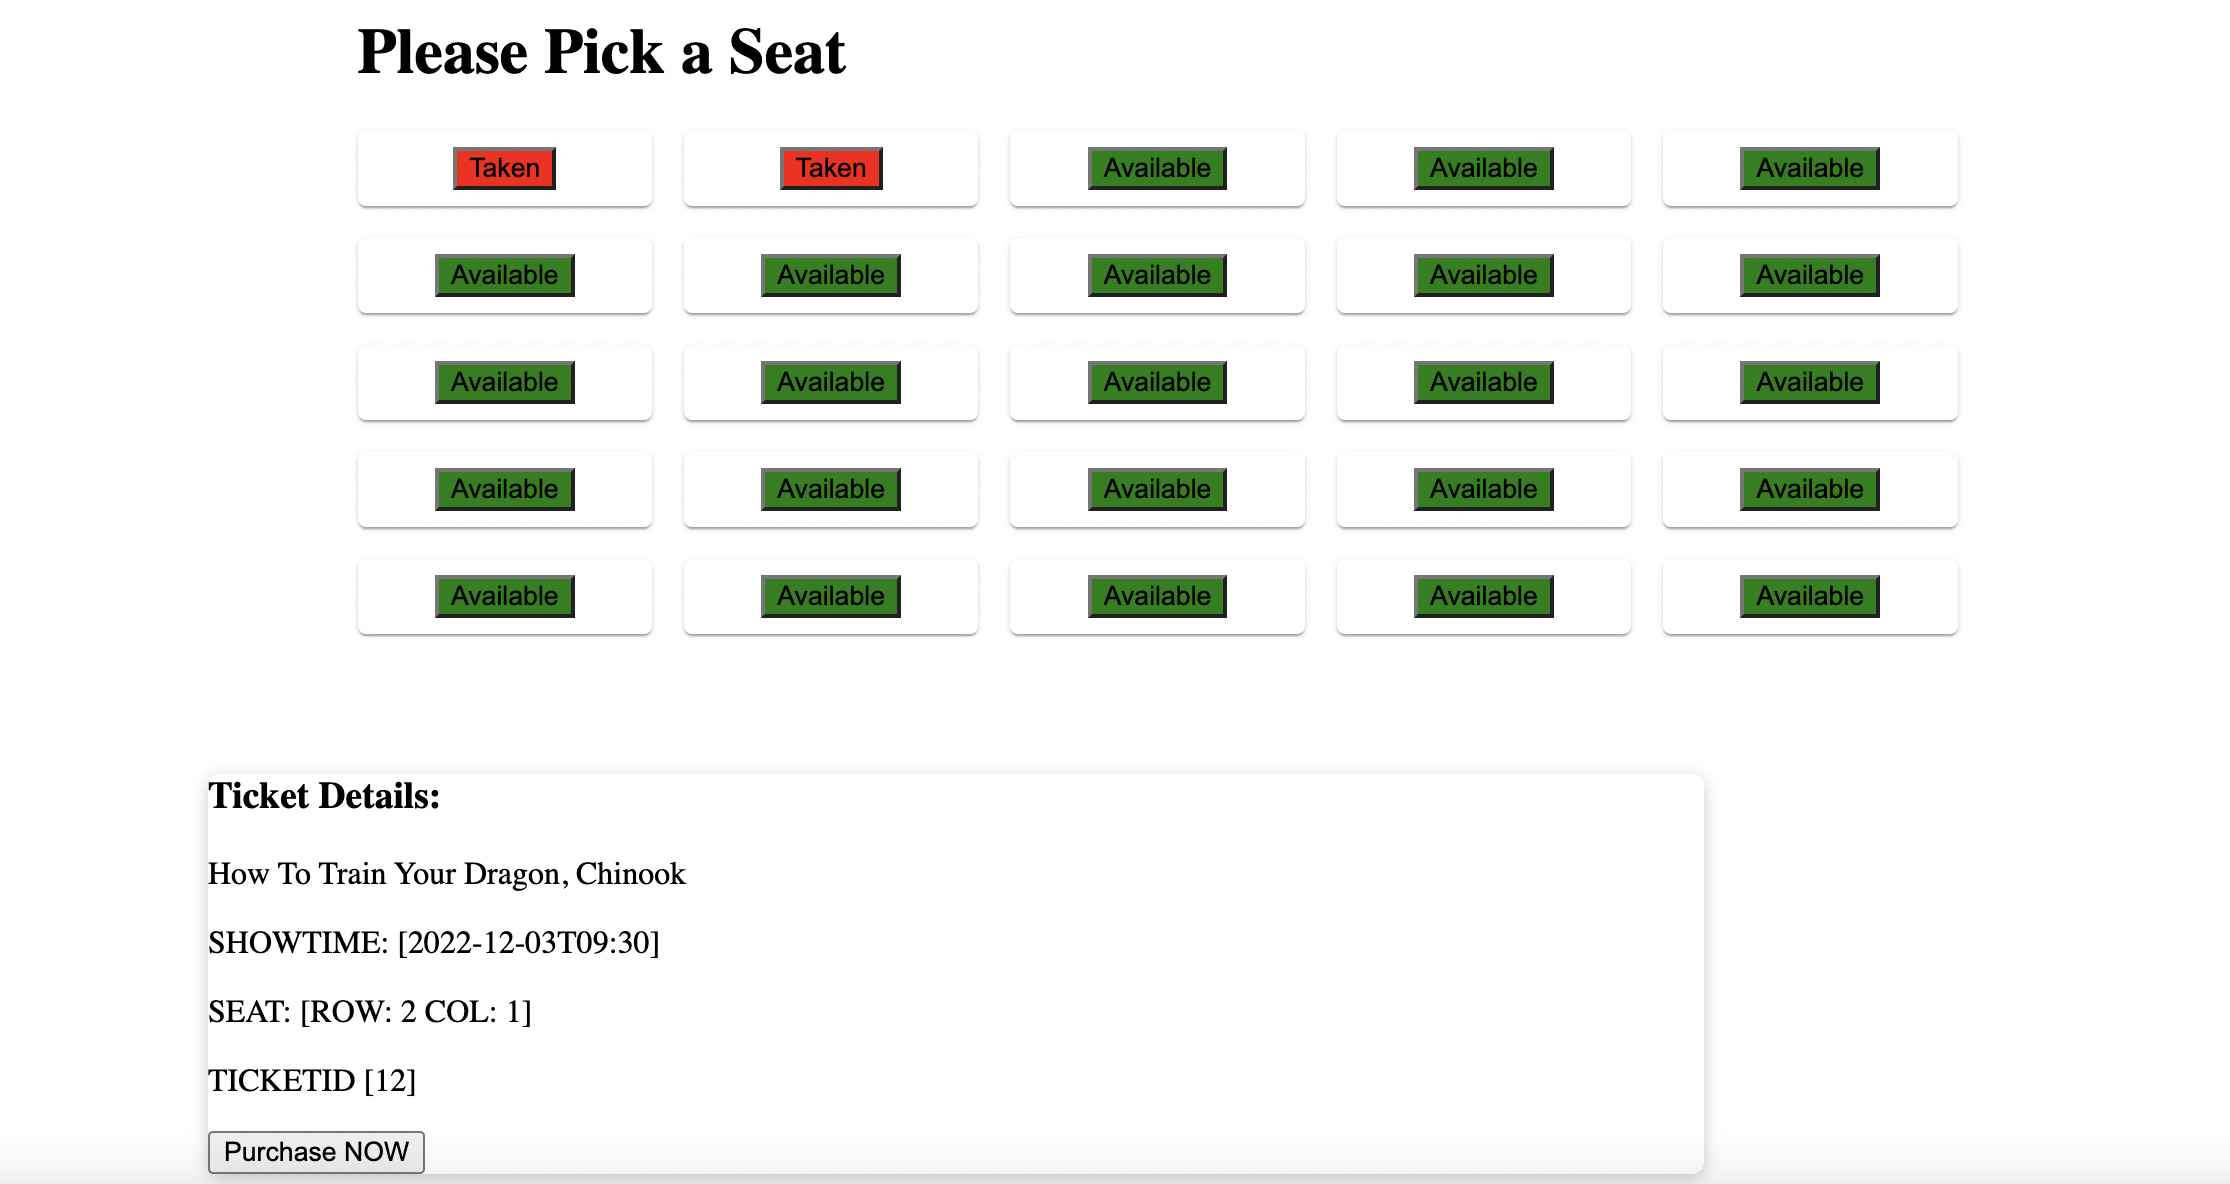 Please Pick a Seat
Taken Taken Available Available Available
Available Available Available Available Available
Available Available Available Available Available
Available Available Available Available Available
Available Available Available Available Available
Ticket Details:
How To Train Your Dragon, Chinook
SHOWTIME: [2022-12-03T09:30]
SEAT: [ROW: 2 COL: 1]
TICKETID [12]
Purchase NOW